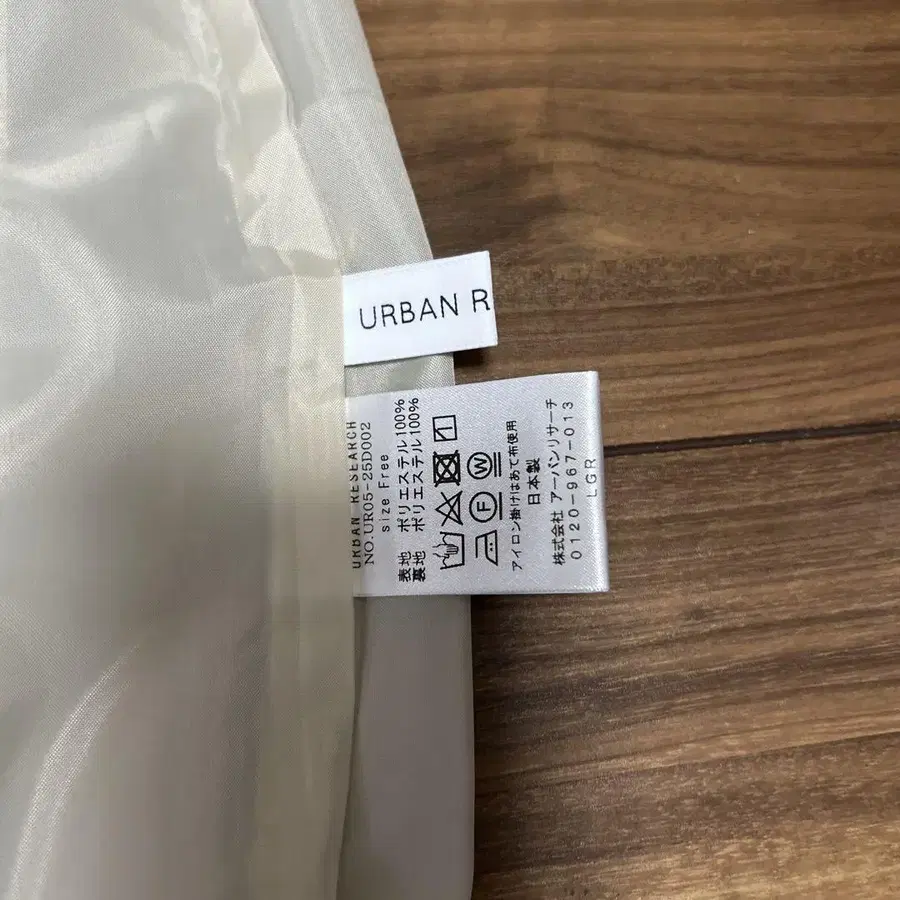 URBAN R
URBAN RESEARCH
NO.UR05-25D002
size Free
表地 ポリエステル100%
裏地 ポリエステル100%
F W
アイロン掛けはあて布使用
日本製
株式会社 アーバンリサーチ
0120-967-013
LGR